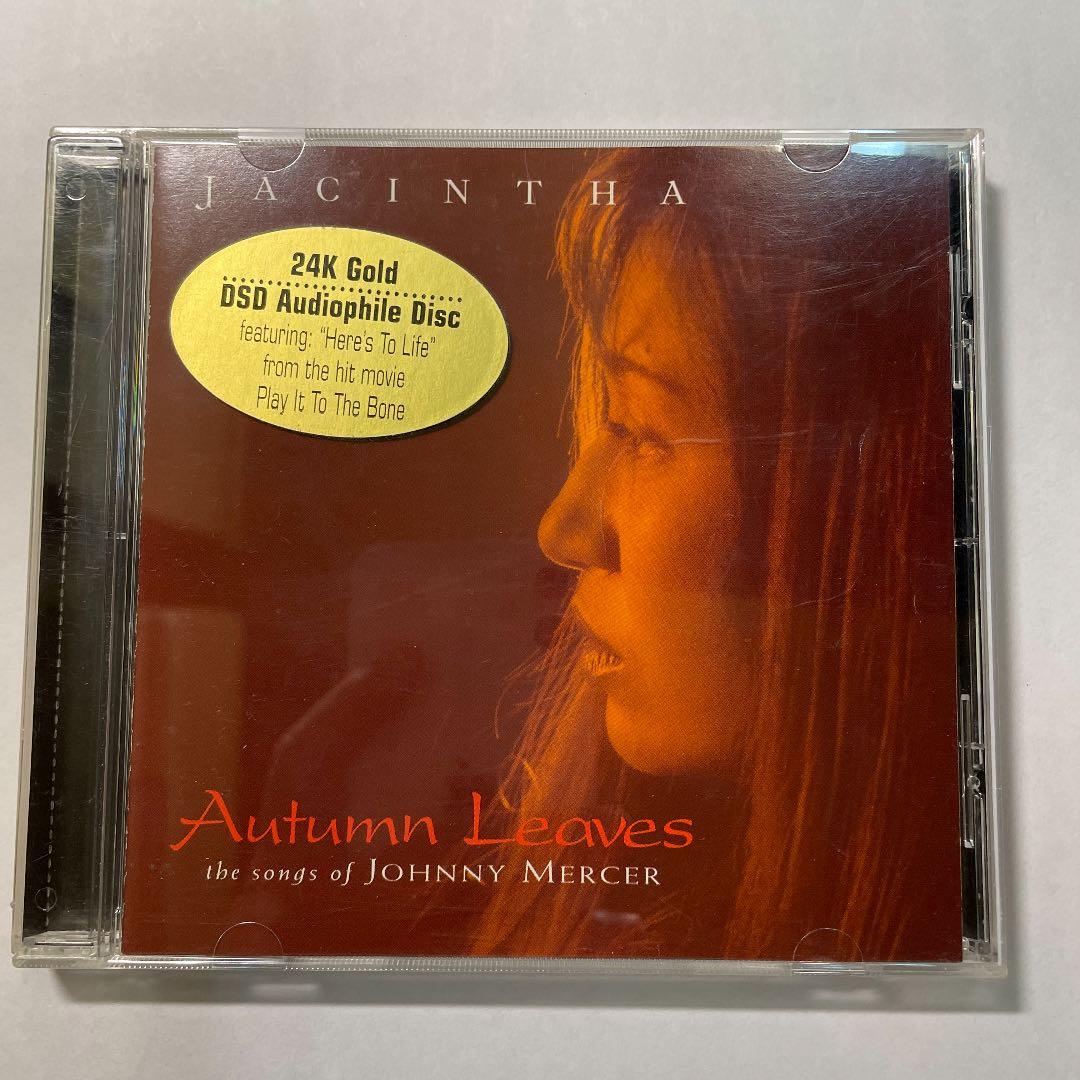 JACINTHA
24K Gold
DSD Audiophile Disc
featuring: "Here's To Life"
from the hit movie
Play It To The Bone
Autumn Leaves
the songs of JOHNNY MERCER